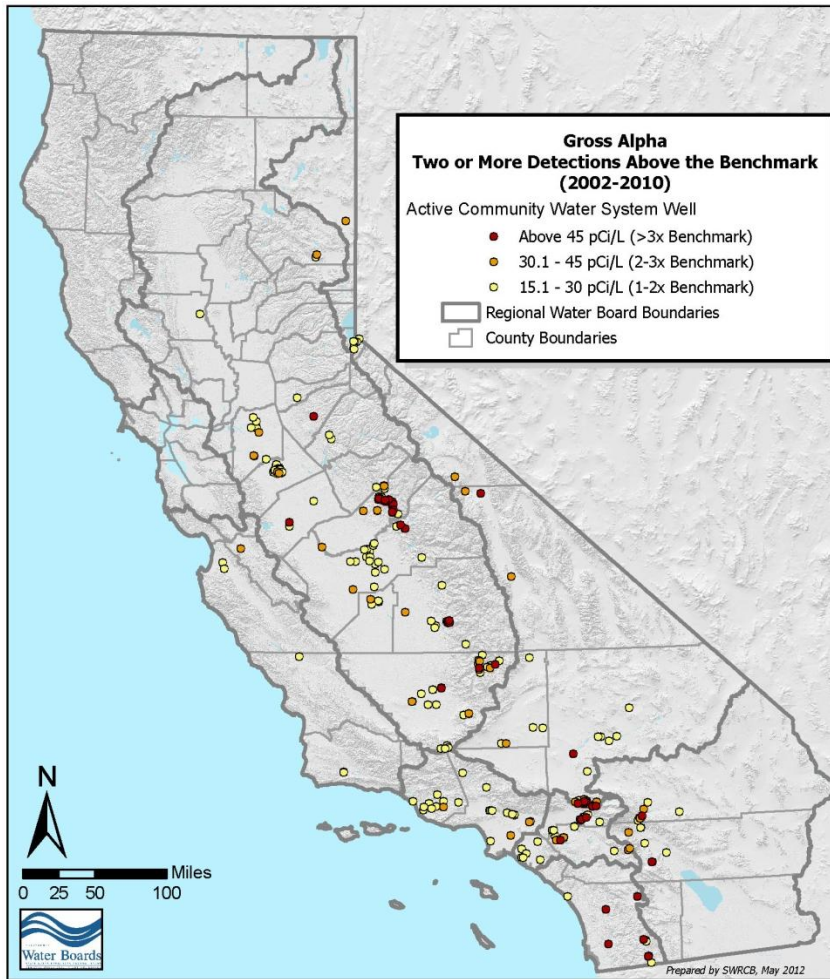 Gross Alpha
Two or More Detections Above the Benchmark
(2002-2010)
Active Community Water System Well
Above 45 pCi/L (>3x Benchmark)
30.1 - 45 pCi/L (2-3x Benchmark)
15.1 - 30 pCi/L (1-2x Benchmark)
Regional Water Board Boundaries
County Boundaries
N
Miles
0 25 50 100
Water Boards
Prepared by SWRCB, May 2012